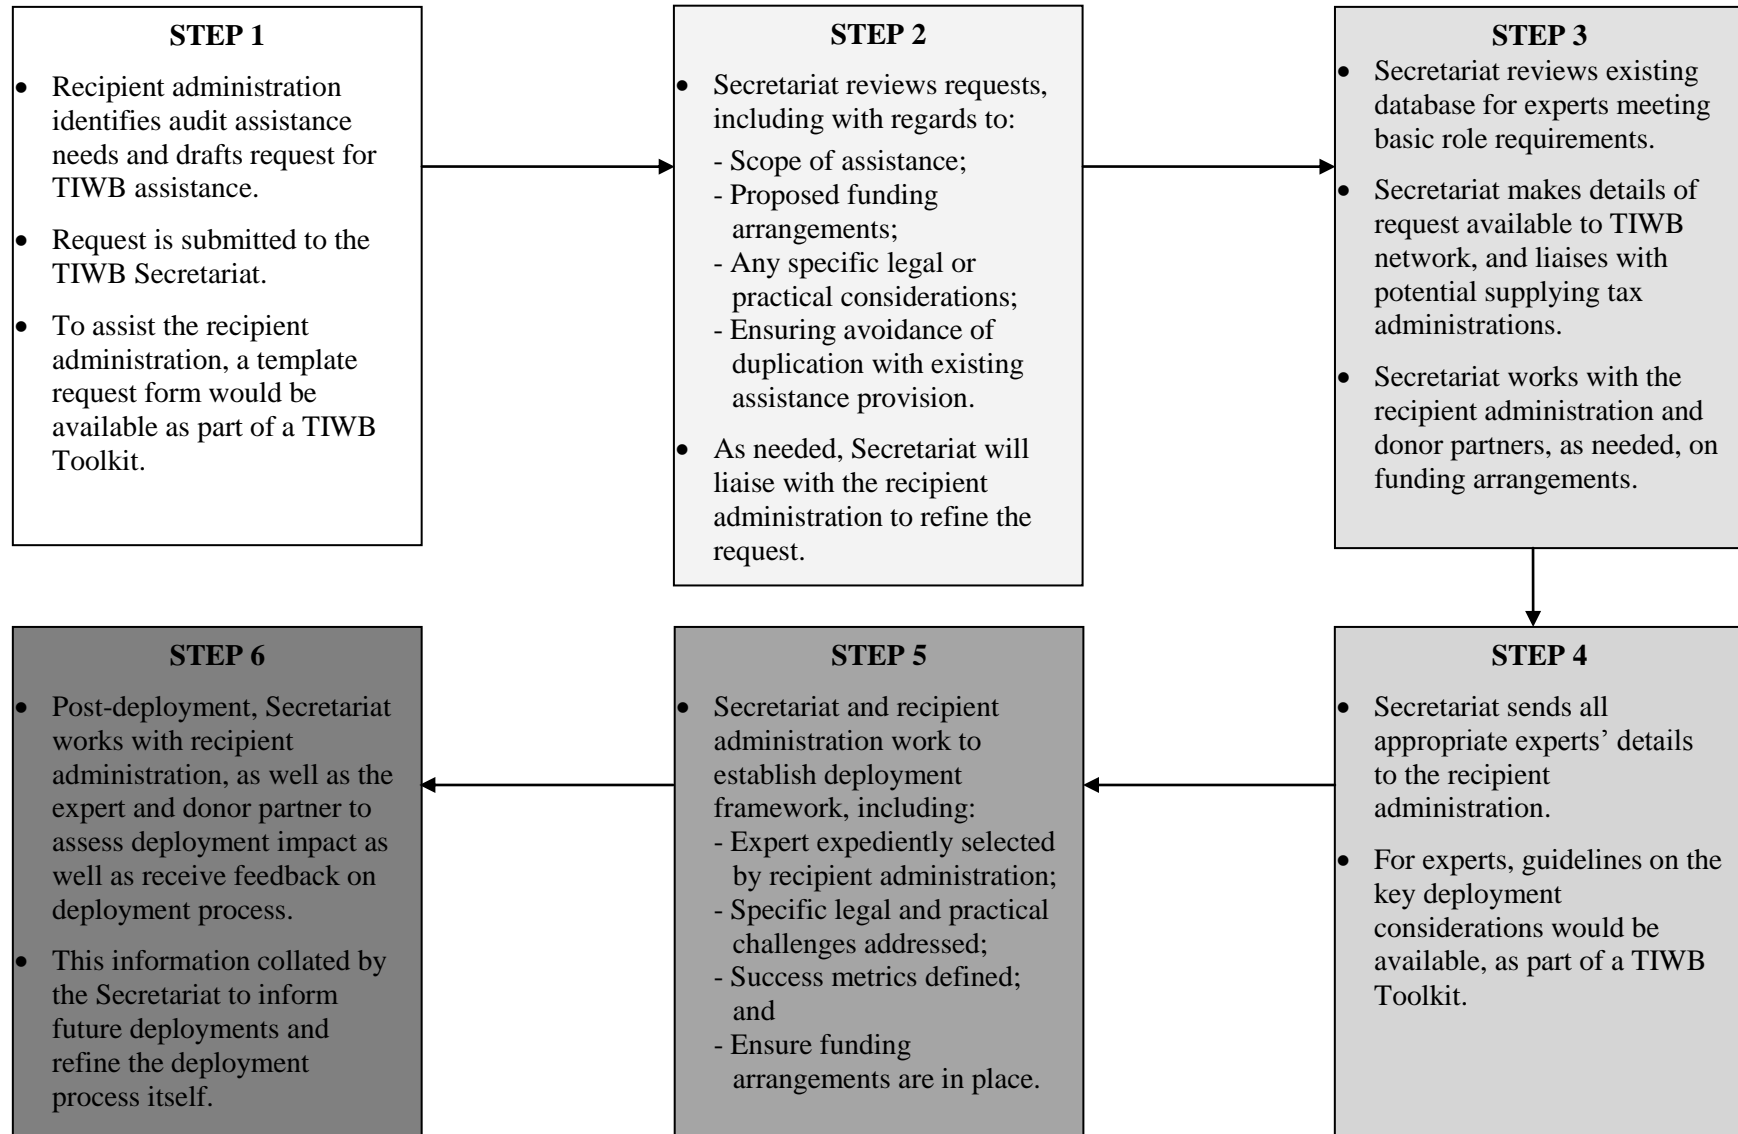 STEP 1
• Recipient administration
identifies audit assistance
needs and drafts request for
TIWB assistance.
• Request is submitted to the
TIWB Secretariat.
• To assist the recipient
administration, a template
request form would be
available as part of a TIWB
Toolkit.
STEP 2
• Secretariat reviews requests,
including with regards to:
- Scope of assistance;
- Proposed funding
arrangements;
- Any specific legal or
practical considerations;
- Ensuring avoidance of
duplication with existing
assistance provision.
• As needed, Secretariat will
liaise with the recipient
administration to refine the
request.
STEP 3
• Secretariat reviews existing
database for experts meeting
basic role requirements.
• Secretariat makes details of
request available to TIWB
network, and liaises with
potential supplying tax
administrations.
• Secretariat works with the
recipient administration and
donor partners, as needed, on
funding arrangements.
STEP 4
• Secretariat sends all
appropriate experts’ details
to the recipient
administration.
• For experts, guidelines on the
key deployment
considerations would be
available, as part of a TIWB
Toolkit.
STEP 5
• Secretariat and recipient
administration work to
establish deployment
framework, including:
- Expert expediently selected
by recipient administration;
- Specific legal and practical
challenges addressed;
- Success metrics defined;
and
- Ensure funding
arrangements are in place.
STEP 6
• Post-deployment, Secretariat
works with recipient
administration, as well as the
expert and donor partner to
assess deployment impact as
well as receive feedback on
deployment process.
• This information collated by
the Secretariat to inform
future deployments and
refine the deployment
process itself.